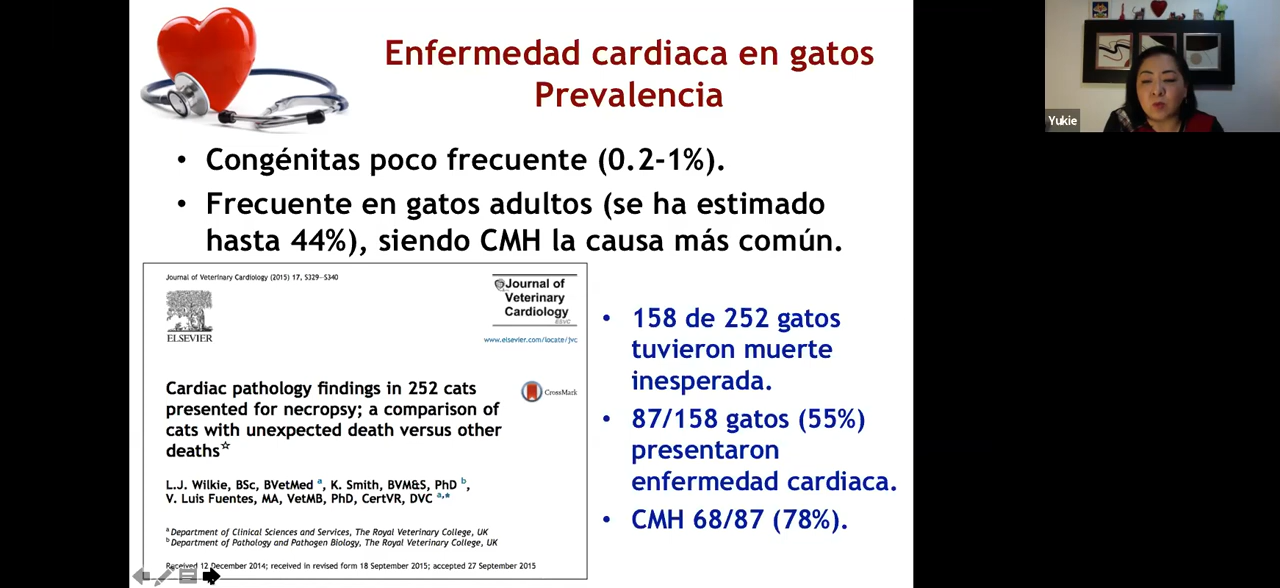 Enfermedad cardiaca en gatos
Prevalencia
• Congénitas poco frecuente (0.2-1%).
• Frecuente en gatos adultos (se ha estimado
hasta 44%), siendo CMH la causa más común.
Journal of Veterinary Cardiology (2015) 17, S329–S340
ELSEVIER
Journal of
Veterinary
Cardiology
www.elsevier.com/locate/jvc
Cardiac pathology findings in 252 cats
presented for necropsy; a comparison of
cats with unexpected death versus other
deaths☆
CrossMark
L.J. Wilkie, BSc, BVetMed a, K. Smith, BVM&S, PhD b,
V. Luis Fuentes, MA, VetMB, PhD, CertVR, DVC a,*
a Department of Clinical Sciences and Services, The Royal Veterinary College, UK
b Department of Pathology and Pathogen Biology, The Royal Veterinary College, UK
Received 12 December 2014; received in revised form 18 September 2015; accepted 27 September 2015
• 158 de 252 gatos
tuvieron muerte
inesperada.
• 87/158 gatos (55%)
presentaron
enfermedad cardiaca.
• CMH 68/87 (78%).
Yukie